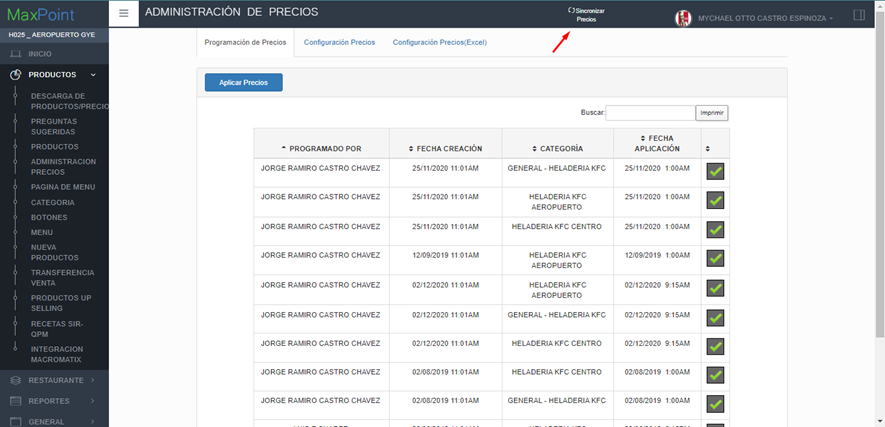 MaxPoint
ADMINISTRACIÓN DE PRECIOS
Sincronizar
Precios
MYCHAEL OTTO CASTRO ESPINOZA
H025 _ AEROPUERTO GYE
INICIO
PRODUCTOS
DESCARGA DE
PRODUCTOS/PRECIO
PREGUNTAS
SUGERIDAS
PRODUCTOS
ADMINISTRACION
PRECIOS
PAGINA DE MENU
CATEGORIA
BOTONES
MENU
NUEVA
PRODUCTOS
TRANSFERENCIA
VENTA
PRODUCTOS UP
SELLING
RECETAS SIR-
QPM
INTEGRACION
MACROMATIX
RESTAURANTE
REPORTES
GENERAL
Programación de Precios Configuración Precios Configuración Precios(Excel)
Aplicar Precios
Buscar: Imprimir
PROGRAMADO POR FECHA CREACIÓN CATEGORÍA FECHA
APLICACIÓN
JORGE RAMIRO CASTRO CHAVEZ 25/11/2020 11:01AM GENERAL - HELADERIA KFC 25/11/2020 1:00AM
JORGE RAMIRO CASTRO CHAVEZ 25/11/2020 11:01AM HELADERIA KFC
AEROPUERTO 25/11/2020 1:00AM
JORGE RAMIRO CASTRO CHAVEZ 25/11/2020 11:01AM HELADERIA KFC CENTRO 25/11/2020 1:00AM
JORGE RAMIRO CASTRO CHAVEZ 12/09/2019 11:01AM HELADERIA KFC
AEROPUERTO 12/09/2019 1:00AM
JORGE RAMIRO CASTRO CHAVEZ 02/12/2020 11:01AM HELADERIA KFC
AEROPUERTO 02/12/2020 9:15AM
JORGE RAMIRO CASTRO CHAVEZ 02/12/2020 11:01AM GENERAL - HELADERIA KFC 02/12/2020 9:15AM
JORGE RAMIRO CASTRO CHAVEZ 02/12/2020 11:01AM HELADERIA KFC CENTRO 02/12/2020 9:15AM
JORGE RAMIRO CASTRO CHAVEZ 02/08/2019 11:01AM HELADERIA KFC CENTRO 02/08/2019 1:00AM
JORGE RAMIRO CASTRO CHAVEZ 02/08/2019 11:01AM GENERAL - HELADERIA KFC 02/08/2019 1:00AM